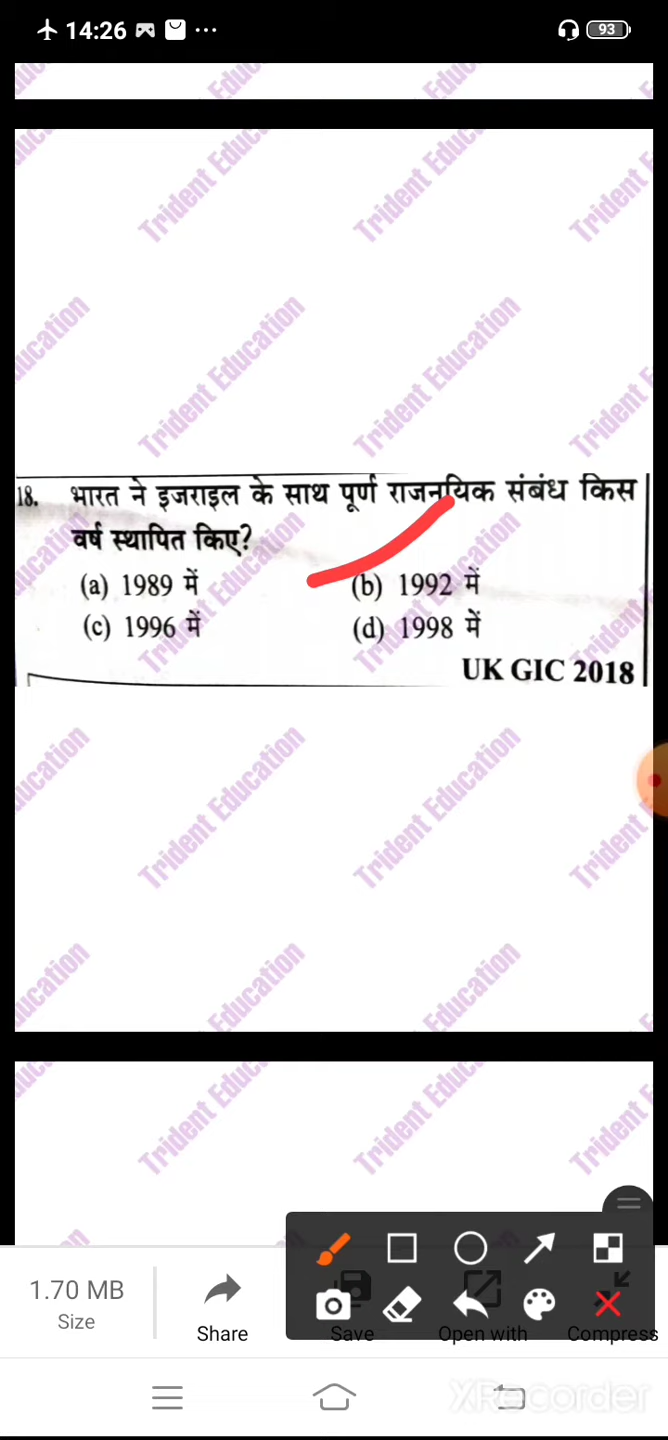 14:26
93
Trident Education
18. भारत ने इजराइल के साथ पूर्ण राजनयिक संबंध किस
वर्ष स्थापित किए?
(a) 1989 में (b) 1992 में
(c) 1996 में (d) 1998 में
UK GIC 2018
1.70 MB
Size
Share
Save
Open with
Compress
XRecorder